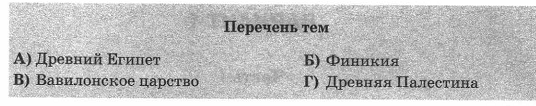 Перечень тем
А) Древний Египет Б) Финикия
В) Вавилонское царство Г) Древняя Палестина